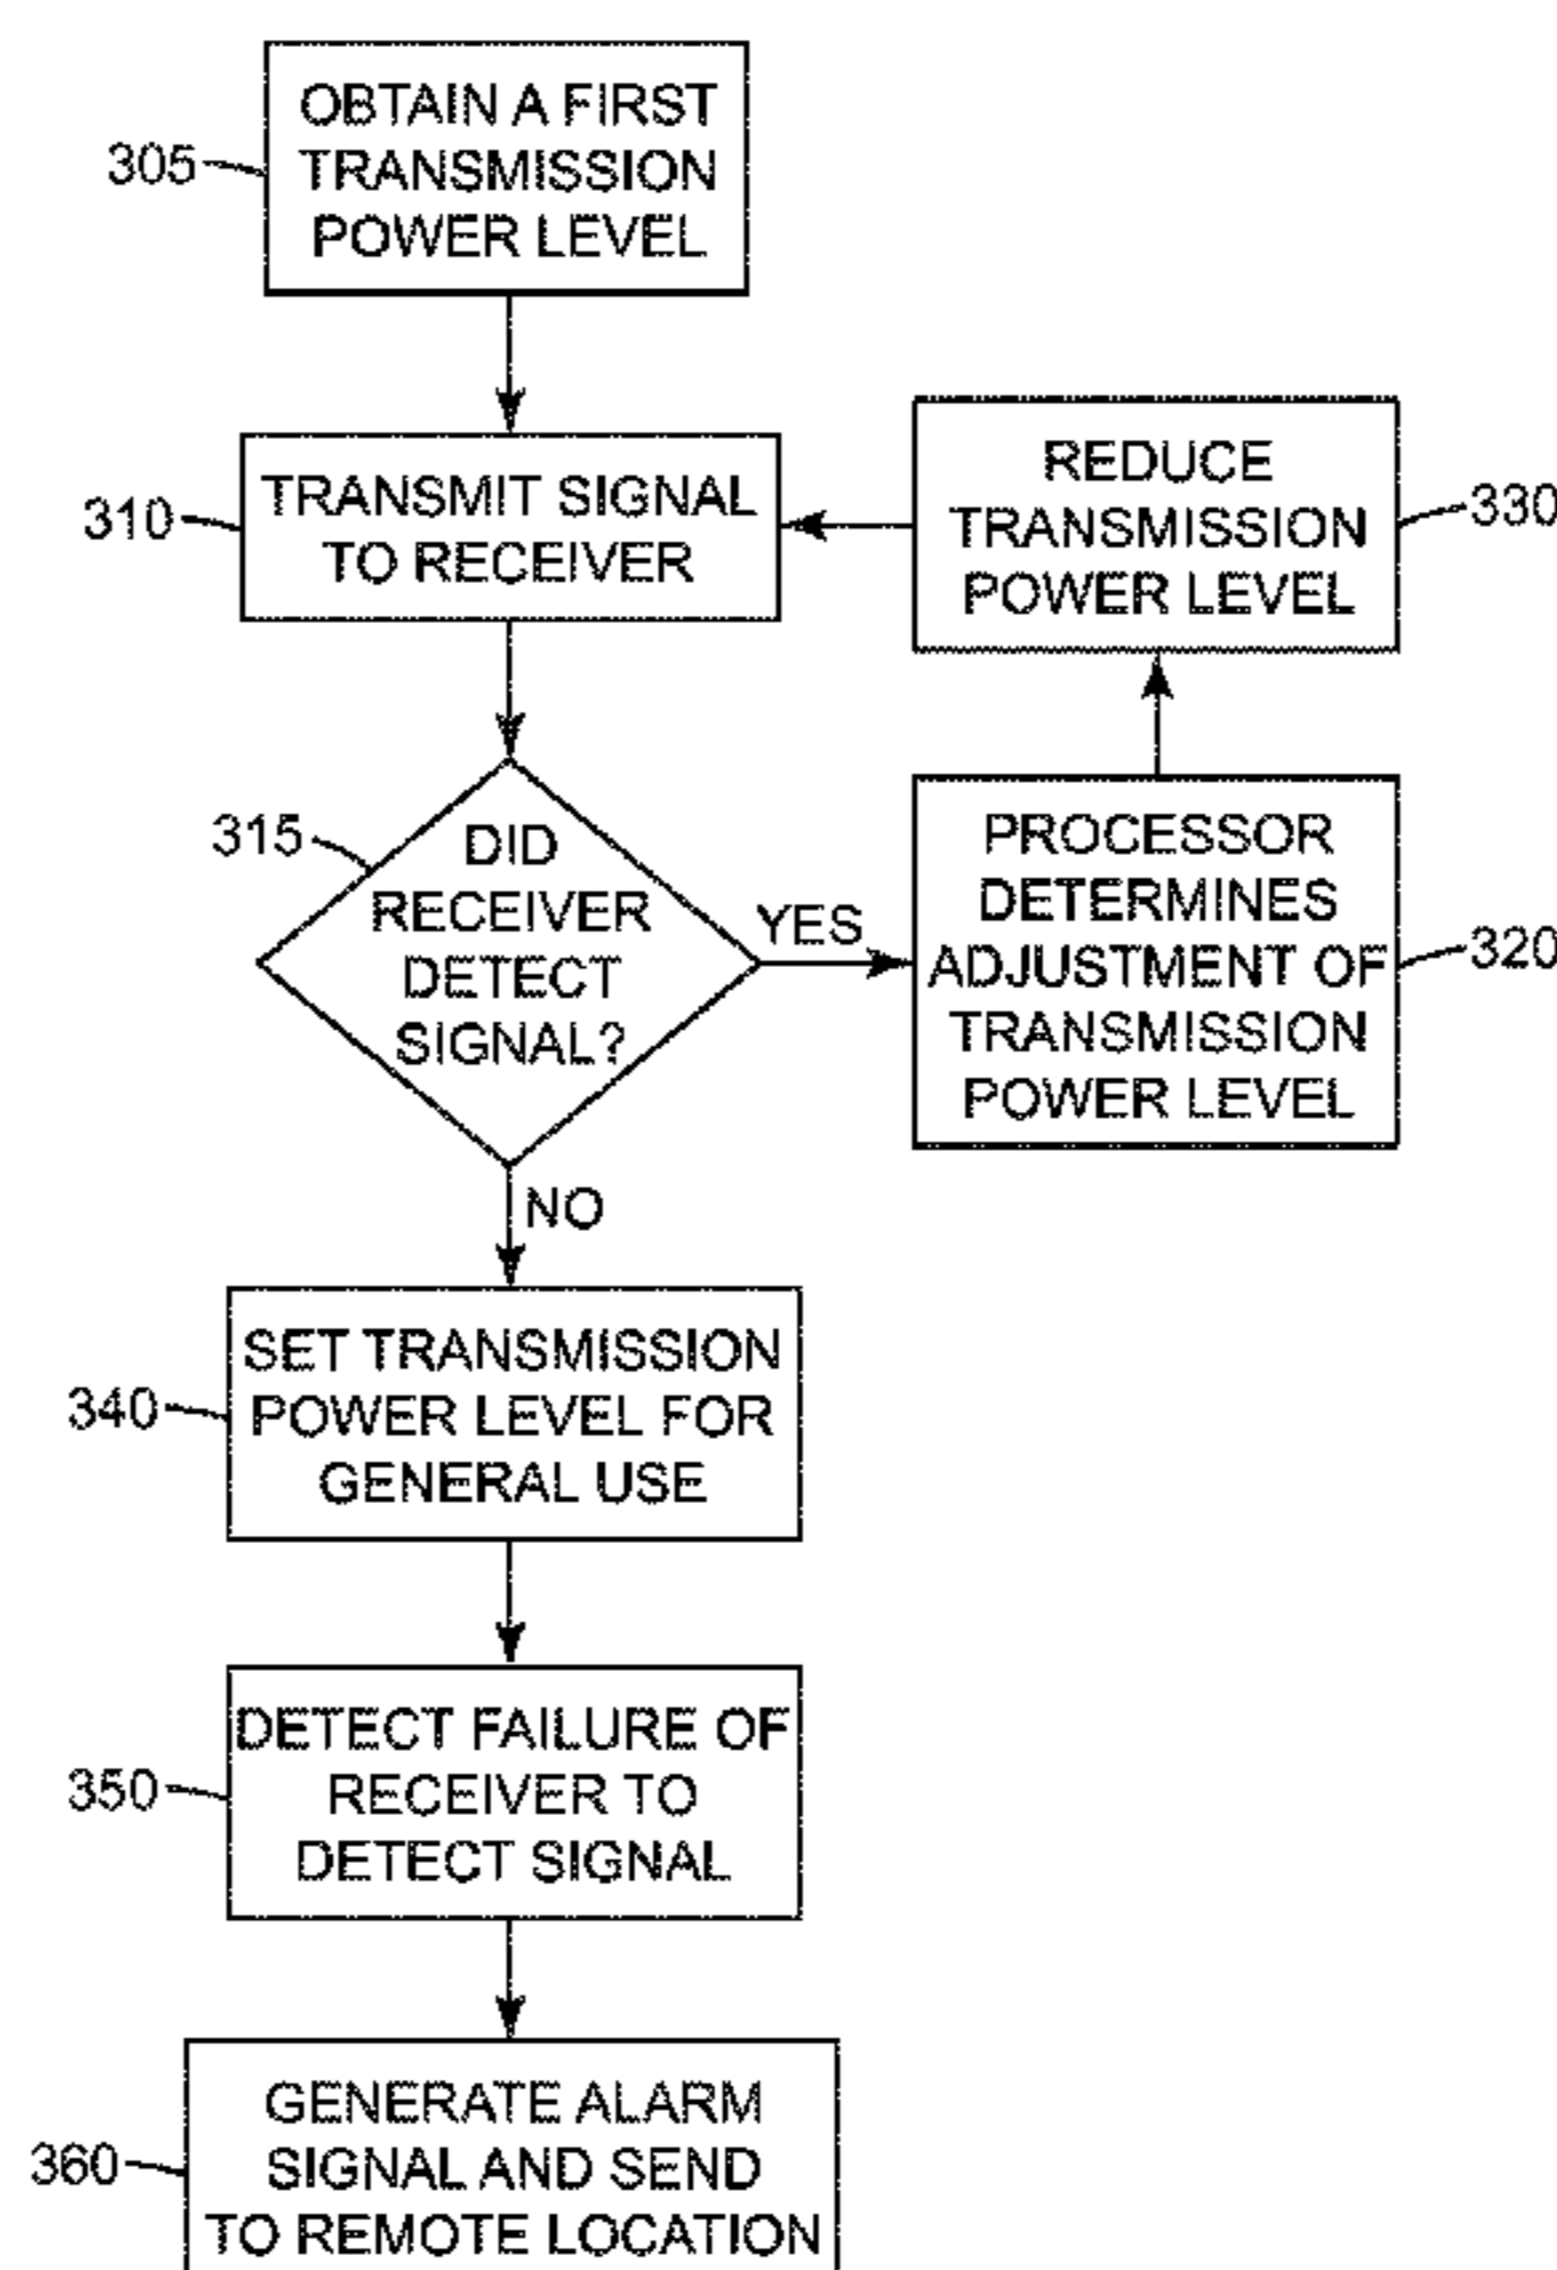 305
OBTAIN A FIRST
TRANSMISSION
POWER LEVEL
310
TRANSMIT SIGNAL
TO RECEIVER
REDUCE
TRANSMISSION
POWER LEVEL
330
315
DID
RECEIVER
DETECT
SIGNAL?
YES
PROCESSOR
DETERMINES
ADJUSTMENT OF
TRANSMISSION
POWER LEVEL
320
NO
340
SET TRANSMISSION
POWER LEVEL FOR
GENERAL USE
350
DETECT FAILURE OF
RECEIVER TO
DETECT SIGNAL
360
GENERATE ALARM
SIGNAL AND SEND
TO REMOTE LOCATION